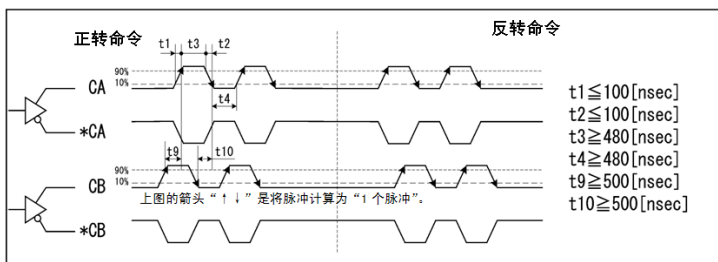 正转命令
反转命令
t1 t3 t2
90%
10%
CA
t4
*CA
t9 t10
90%
10%
CB
上图的箭头“↑↓”是将脉冲计算为“1个脉冲”。
*CB
t1≦100[nsec]
t2≦100[nsec]
t3≧480[nsec]
t4≧480[nsec]
t9≧500[nsec]
t10≧500[nsec]